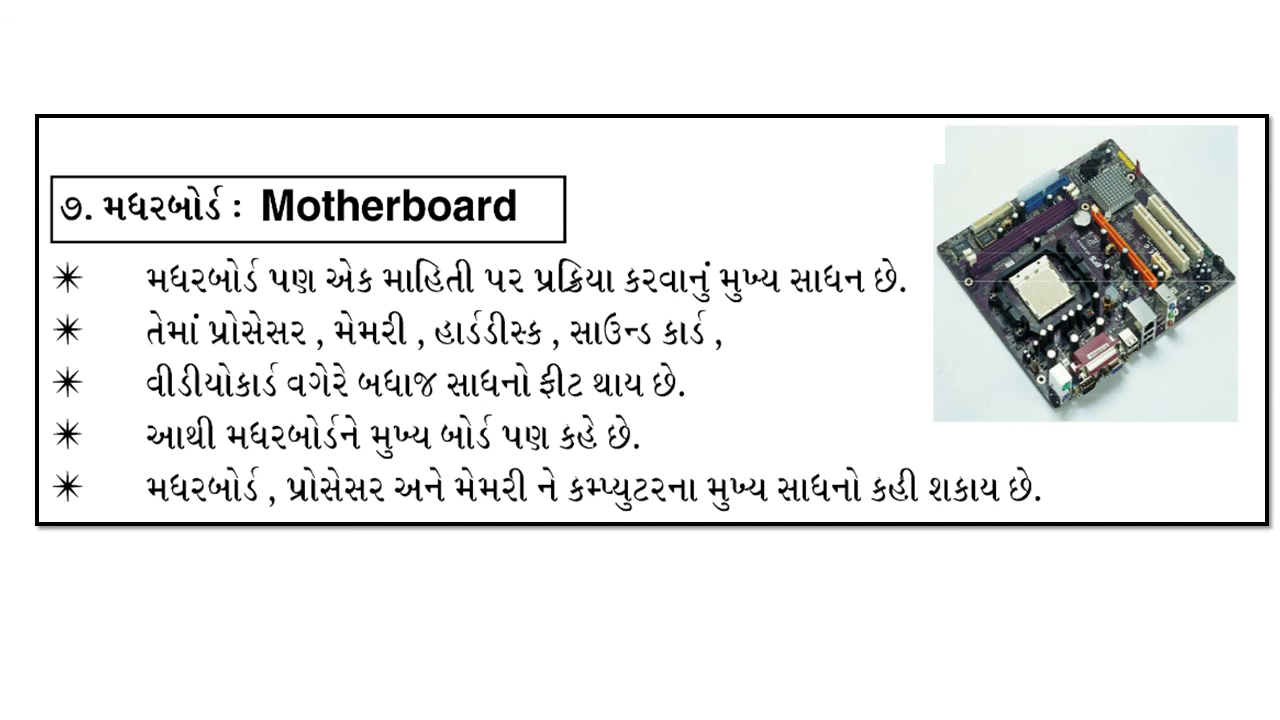 ૭. મધરબોર્ડ : Motherboard
✴ મધરબોર્ડ પણ એક માહિતી પર પ્રક્રિયા કરવાનું મુખ્ય સાધન છે.
✴ તેમાં પ્રોસેસર , મેમરી , હાર્ડડીસ્ક , સાઉન્ડ કાર્ડ ,
✴ વીડીયોકાર્ડ વગેરે બધાજ સાધનો ફીટ થાય છે.
✴ આથી મધરબોર્ડને મુખ્ય બોર્ડ પણ કહે છે.
✴ મધરબોર્ડ , પ્રોસેસર અને મેમરી ને કમ્પ્યુટરના મુખ્ય સાધનો કહી શકાય છે.